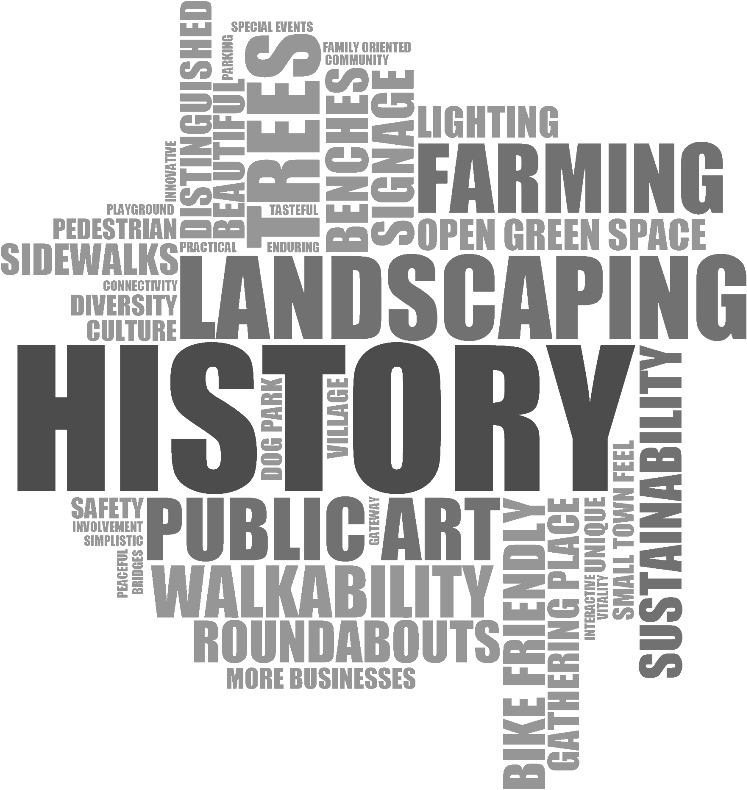 DISTINGUISHED
PARKING
SPECIAL EVENTS
BEAUTIFUL
TREES
FAMILY ORIENTED
COMMUNITY
BENCHES
SIGNAGE
LIGHTING
FARMING
OPEN GREEN SPACE
INNOVATIVE
PLAYGROUND
PEDESTRIAN
TASTEFUL
SIDEWALKS
PRACTICAL
ENDURING
CONNECTIVITY
DIVERSITY
CULTURE
LANDSCAPING
HISTORY
DOG PARK
VILLAGE
SUSTAINABILITY
SAFETY
INVOLVEMENT
SIMPLISTIC
PEACEFUL
BRIDGES
PUBLIC ART
GATEWAY
WALKABILITY
ROUNDABOUTS
MORE BUSINESSES
BIKE FRIENDLY
GATHERING PLACE
INTERACTIVE
UNIQUE
VITALITY
SMALL TOWN FEEL